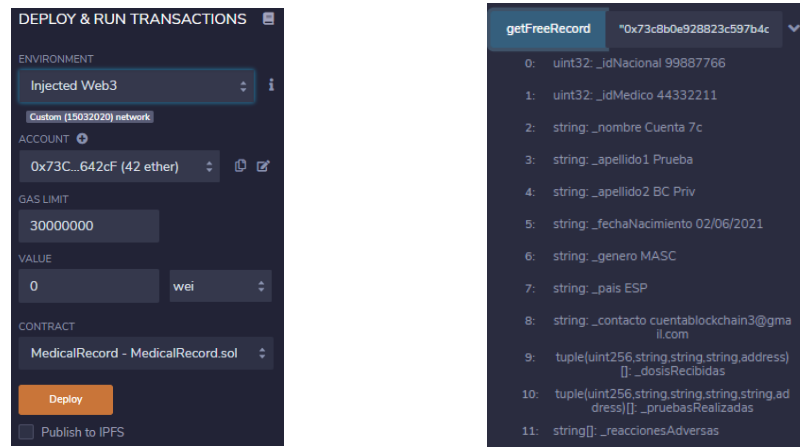 DEPLOY & RUN TRANSACTIONS
ENVIRONMENT
Injected Web3
Custom (15032020) network
ACCOUNT
0x73C...642cF (42 ether)
GAS LIMIT
30000000
VALUE
0 wei
CONTRACT
MedicalRecord - MedicalRecord.sol
Deploy
Publish to IPFS
getFreeRecord "0x73c8b0e928823c597b4c
0: uint32: _idNacional 99887766
1: uint32: _idMedico 44332211
2: string: _nombre Cuenta 7c
3: string: _apellido1 Prueba
4: string: _apellido2 BC Priv
5: string: _fechaNacimiento 02/06/2021
6: string: _genero MASC
7: string: _pais ESP
8: string: _contacto cuentablockchain3@gma
il.com
9: tuple(uint256,string,string,string,address)
[]: _dosisRecibidas
10: tuple(uint256,string,string,string,string,ad
dress)[]: _pruebasRealizadas
11: string[]: _reaccionesAdversas